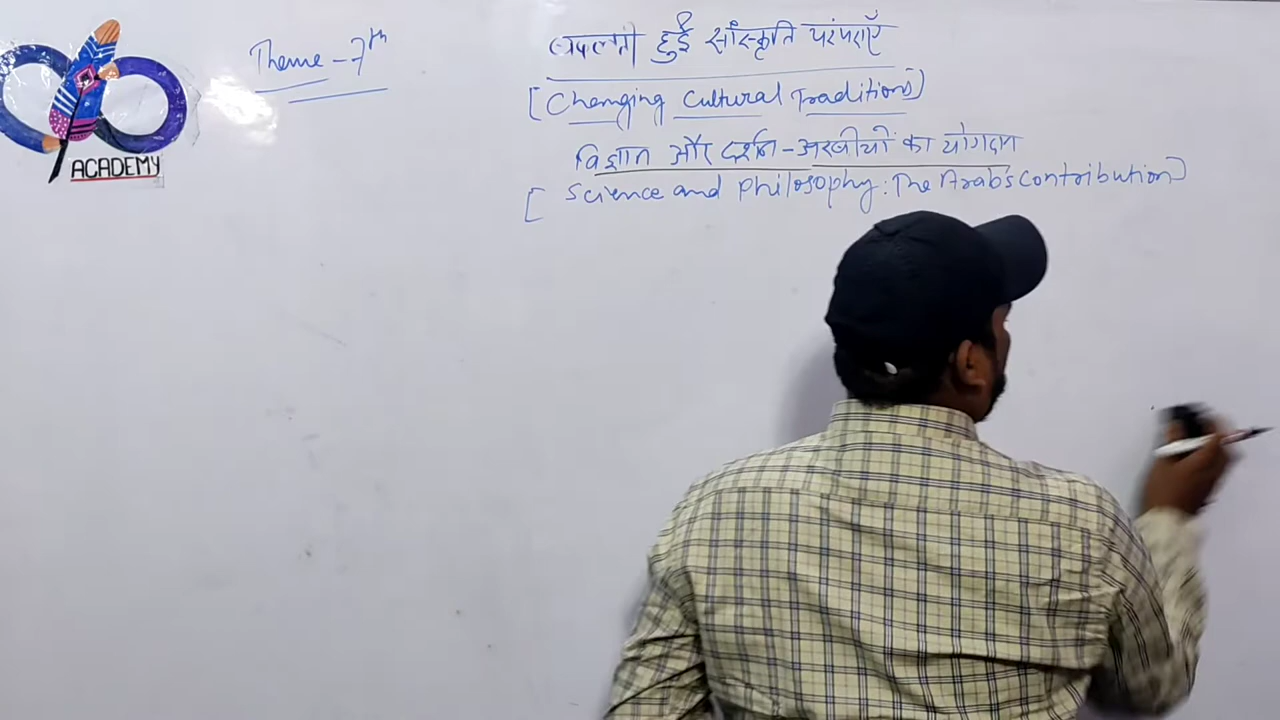 Theme - 7th
बदलती हुई साँस्कृति परंपराएँ
[Changing Cultural Traditions]
विज्ञान और दर्शन - अरबीयों का योगदान
[Science and Philosophy: The Arab's Contribution]
ACADEMY